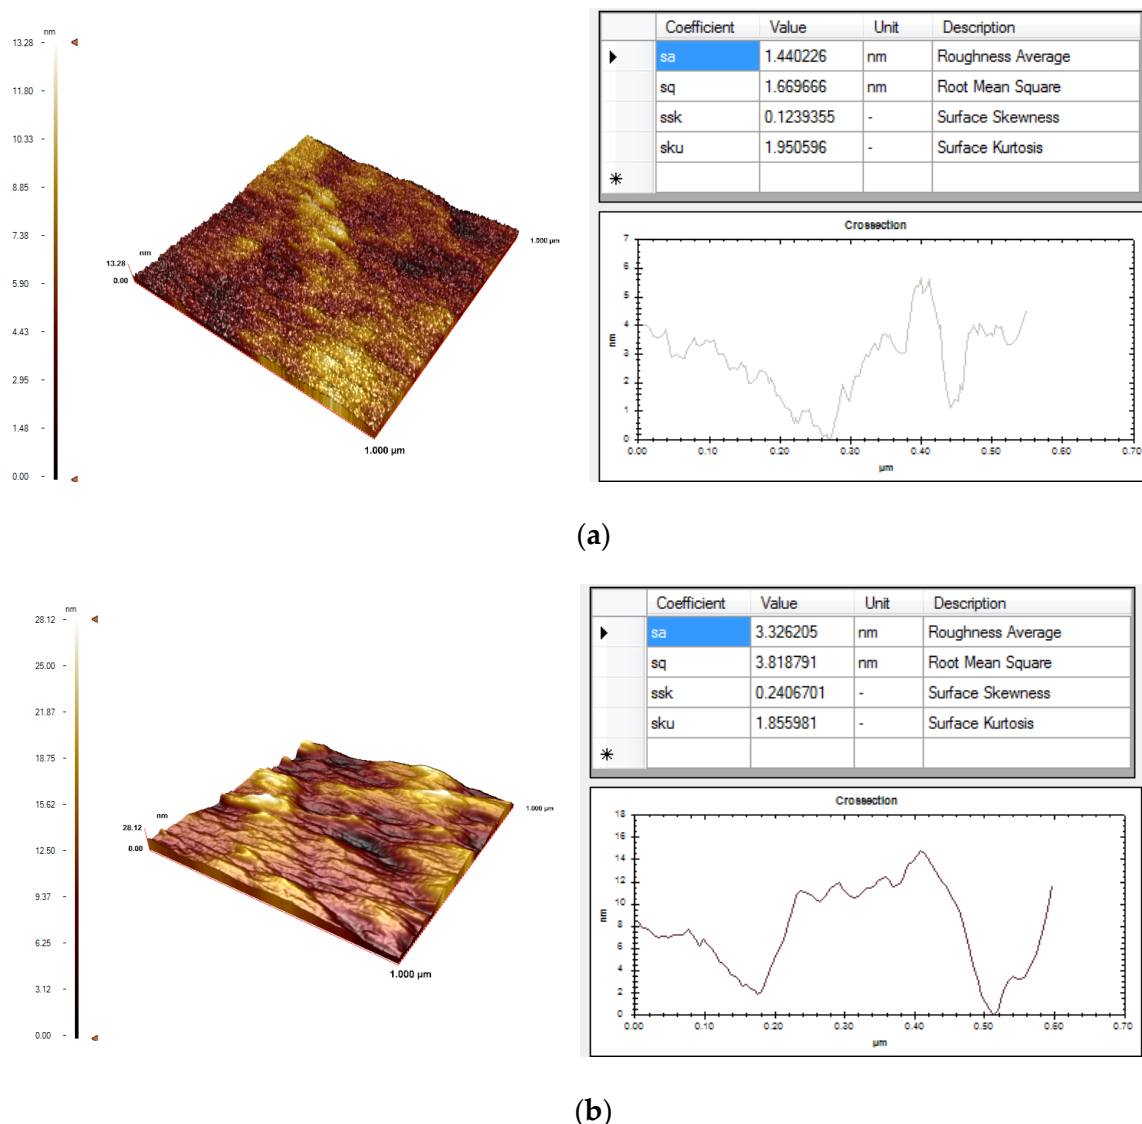 nm
13.28
11.80
10.33
8.85
7.38
5.90
4.43
2.95
1.48
0.00
nm
13.28
0.00
1.000 µm
1.000 µm
Coefficient Value Unit Description
sa 1.440226 nm Roughness Average
sq 1.669666 nm Root Mean Square
ssk 0.1239355 - Surface Skewness
sku 1.950596 - Surface Kurtosis
Crossection
7
6
5
4
3
2
1
0
nm
0.00 0.10 0.20 0.30 0.40 0.50 0.60 0.70
µm
(a)
nm
28.12
25.00
21.87
18.75
15.62
12.50
9.37
6.25
3.12
0.00
nm
28.12
0.00
1.000 µm
1.000 µm
Coefficient Value Unit Description
sa 3.326205 nm Roughness Average
sq 3.818791 nm Root Mean Square
ssk 0.2406701 - Surface Skewness
sku 1.855981 - Surface Kurtosis
Crossection
18
16
14
12
10
8
6
4
2
0
nm
0.00 0.10 0.20 0.30 0.40 0.50 0.60 0.70
µm
(b)